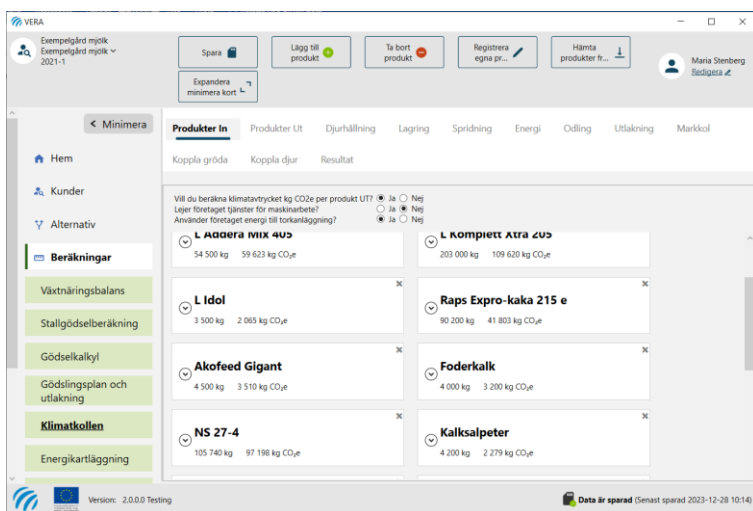 VERA
Exempelgård mjölk
Exempelgård mjölk
2021-1
Spara
Lägg till
produkt
Ta bort
produkt
Registrera
egna pr...
Hämta
produkter fr...
Expandera
minimera kort
Maria Stenberg
Redigera
< Minimera
Hem
Kunder
Alternativ
Beräkningar
Växtnäringsbalans
Stallgödselberäkning
Gödselkalkyl
Gödslingsplan och
utlakning
Klimatkollen
Energikartläggning
Produkter In Produkter Ut Djurhållning Lagring Spridning Energi Odling Utlakning Markkol
Koppla gröda Koppla djur Resultat
Vill du beräkna klimatavtrycket kg CO2e per produkt UT? Ja Nej
Lejer företaget tjänster för maskinarbete? Ja Nej
Använder företaget energi till torkanläggning? Ja Nej
L Addera Mix 405
54 500 kg 59 623 kg CO₂e
L Komplett Xtra 205
203 000 kg 109 620 kg CO₂e
L Idol
3 500 kg 2 065 kg CO₂e
Raps Expro-kaka 215 e
90 200 kg 41 803 kg CO₂e
Akofeed Gigant
4 500 kg 3 510 kg CO₂e
Foderkalk
4 000 kg 3 200 kg CO₂e
NS 27-4
105 740 kg 97 198 kg CO₂e
Kalksalpeter
4 200 kg 2 279 kg CO₂e
Version: 2.0.0.0 Testing
Data är sparad (Senast sparad 2023-12-28 10:14)